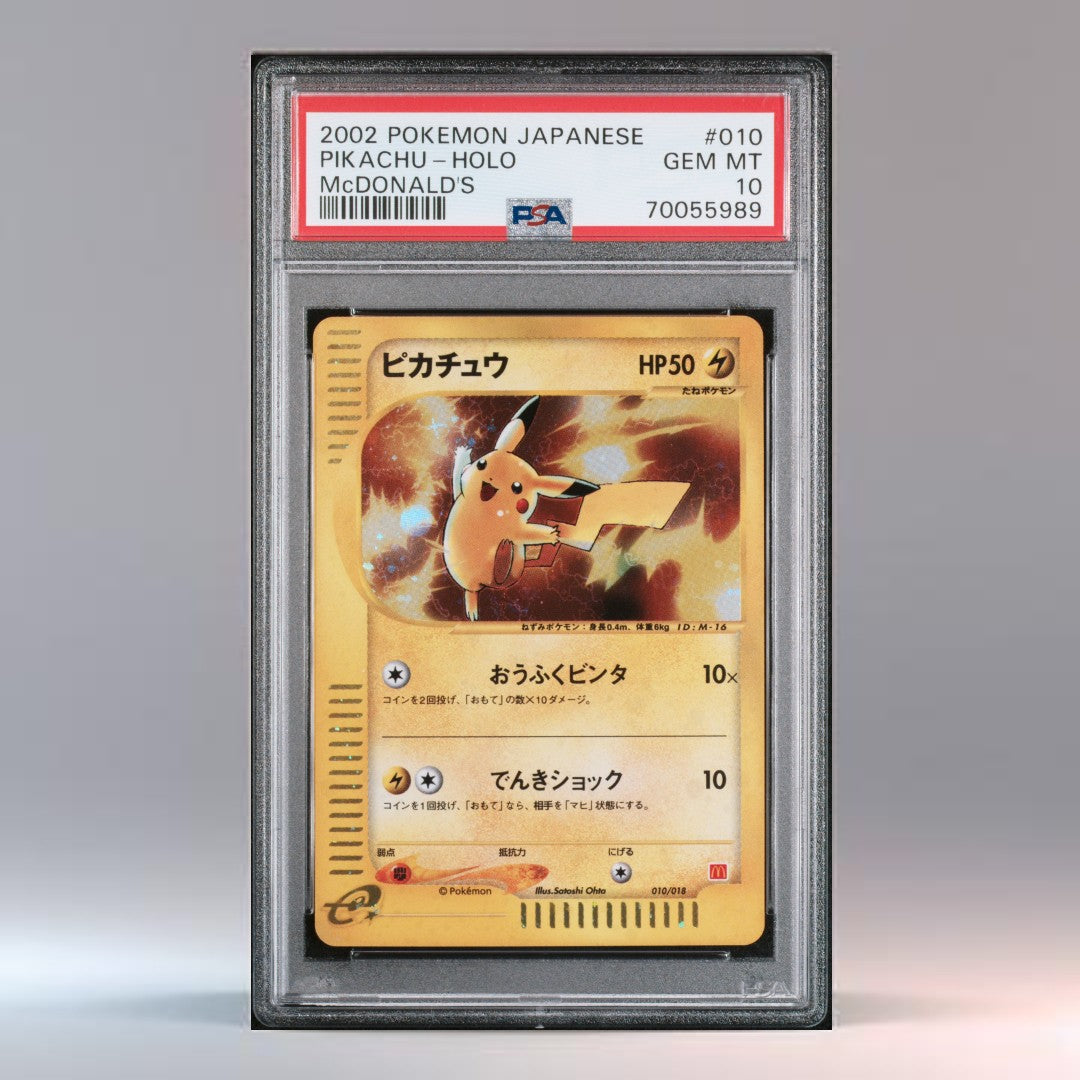 2002 POKEMON JAPANESE #010
PIKACHU – HOLO GEM MT
McDONALD'S 10
PSA 70055989
ピカチュウ HP50
たねポケモン
ねずみポケモン：身長0.4m、体重6kg ID：M-16
おうふくビンタ 10×
コインを2回投げ、「おもて」の数×10ダメージ。
でんきショック 10
コインを1回投げ、「おもて」なら、相手を「マヒ」状態にする。
弱点 抵抗力 にげる
©Pokémon Illus.Satoshi Ohta 010/018
e
PSA